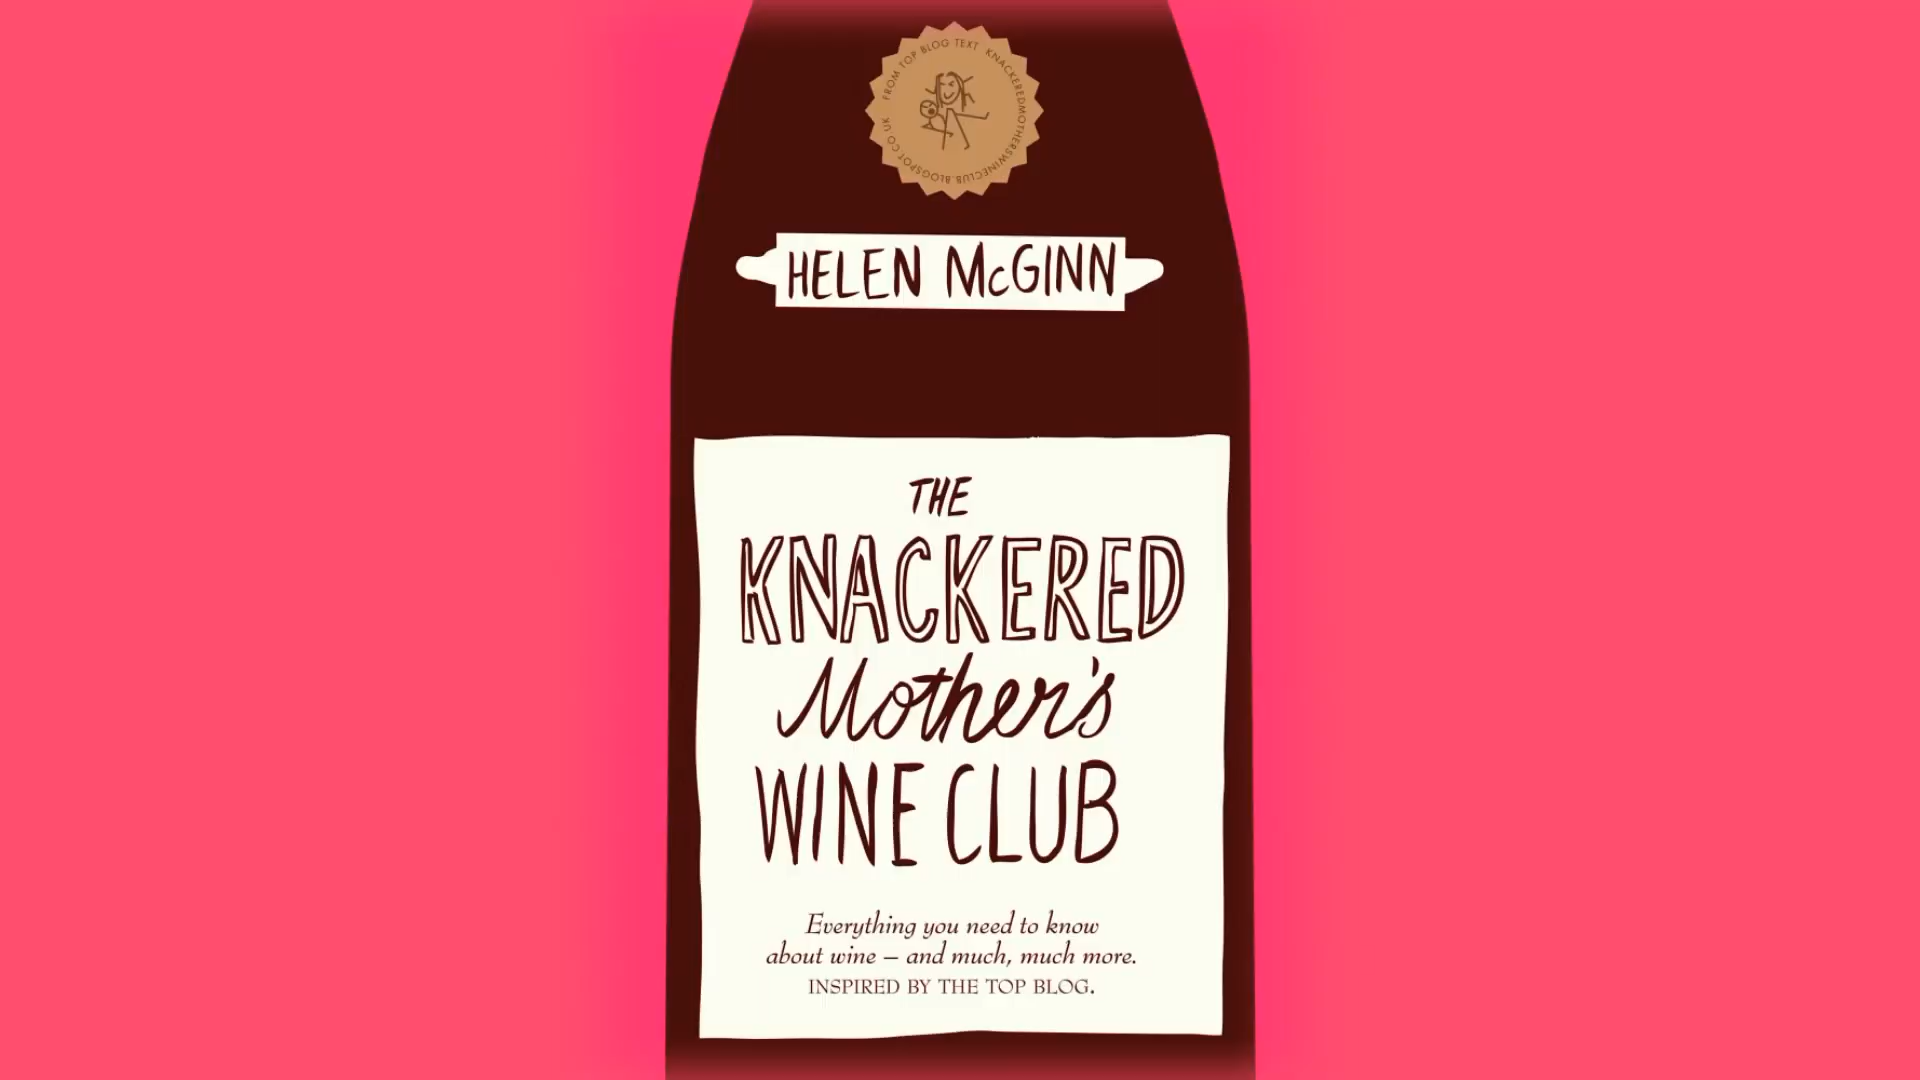 FROM TOP BLOG TEXT KNACKEREDMOTHERSWINECLUB.BLOGSPOT.CO.UK
HELEN McGINN
THE
KNACKERED
Mother's
WINE CLUB
Everything you need to know
about wine – and much, much more.
INSPIRED BY THE TOP BLOG.